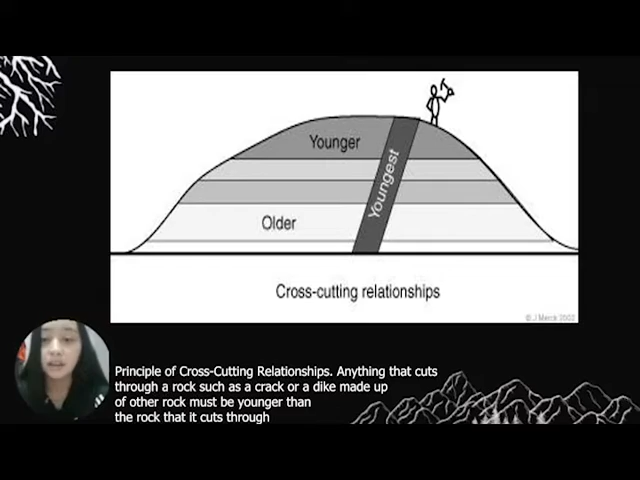 Younger
Youngest
Older
Cross-cutting relationships
© J Merck 2002
Principle of Cross-Cutting Relationships. Anything that cuts
through a rock such as a crack or a dike made up
of other rock must be younger than
the rock that it cuts through